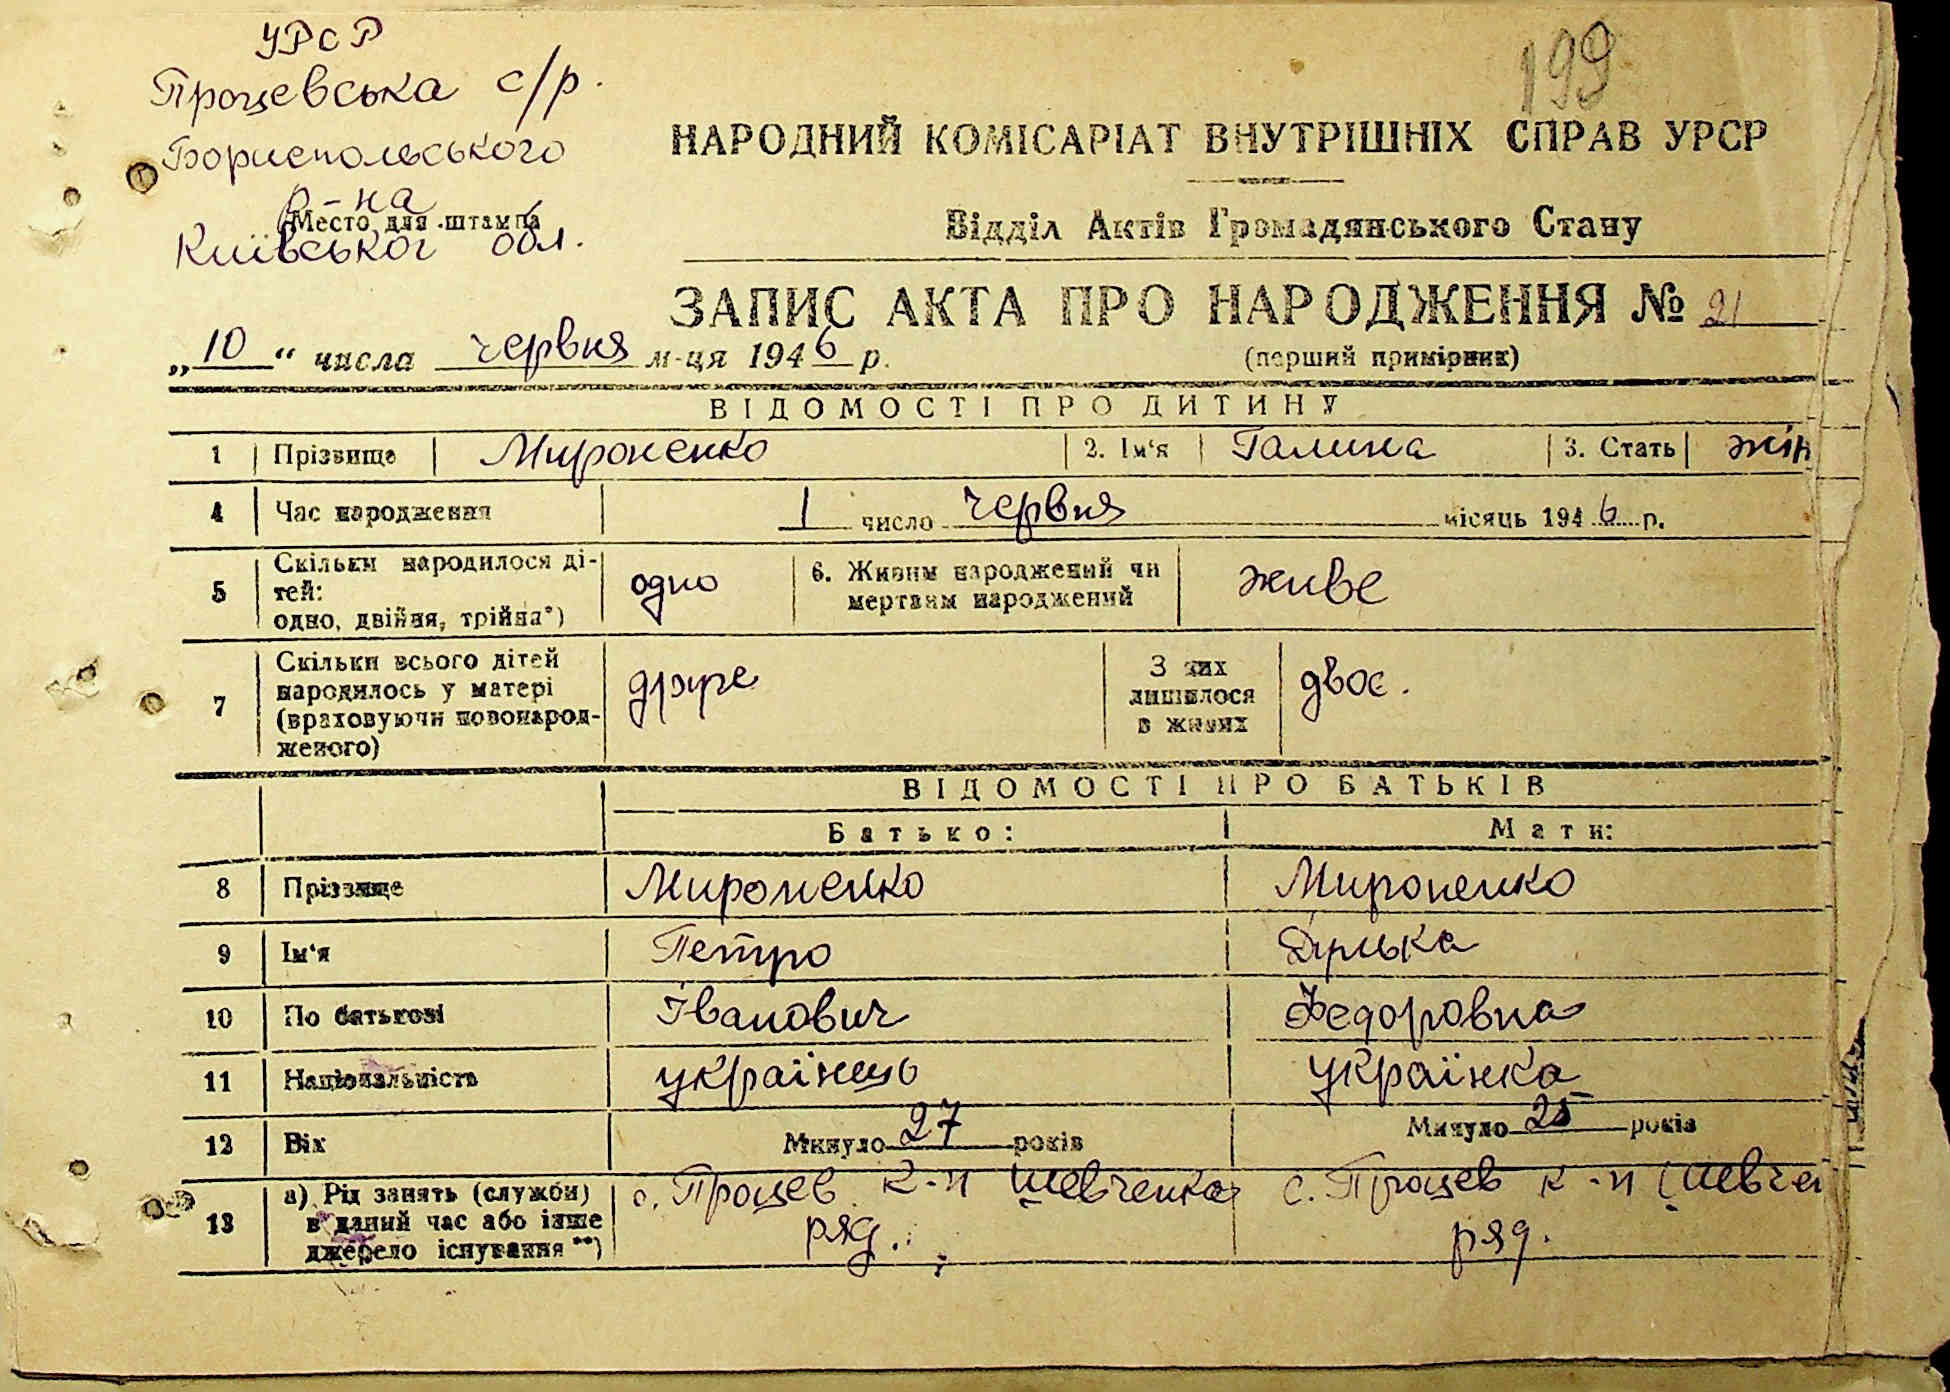 199
УРСР
Процевська с/р.
Бориспольського
р-на
Место для штампа
Київської обл.
НАРОДНИЙ КОМІСАРІАТ ВНУТРІШНІХ СПРАВ УРСР
Відділ Актів Громадянського Стану
ЗАПИС АКТА ПРО НАРОДЖЕННЯ № 21
„10“ числа червня м-ця 1946 р.
(перший примірник)
ВІДОМОСТІ ПРО ДИТИНУ
1 Прізвище Мироненко 2. Ім‘я Галина 3. Стать жін
4 Час народження 1 число червня місяць 1946 р.
5 Скільки народилося ді-
тей:
одно, двійня, трійня*) одно 6. Живим народжений чи
мертвим народжений живе
7 Скільки всього дітей
народилось у матері
(враховуючи новонарод-
женого) друге З них
лишилося
в живих двоє.
ВІДОМОСТІ ПРО БАТЬКІВ
Батько: Мати:
8 Прізвище Мироненко Мироненко
9 Ім‘я Петро
10 По батькові Іванович Федоровна
11 Національність українець українка
12 Вік Минуло 27 років Минуло 25 років
13 а) Рід занять (служби)
в даний час або інше
джерело існування **) с. Процев к-п Шевченка с. Процев к-п Шевчен
ряд. ряд.